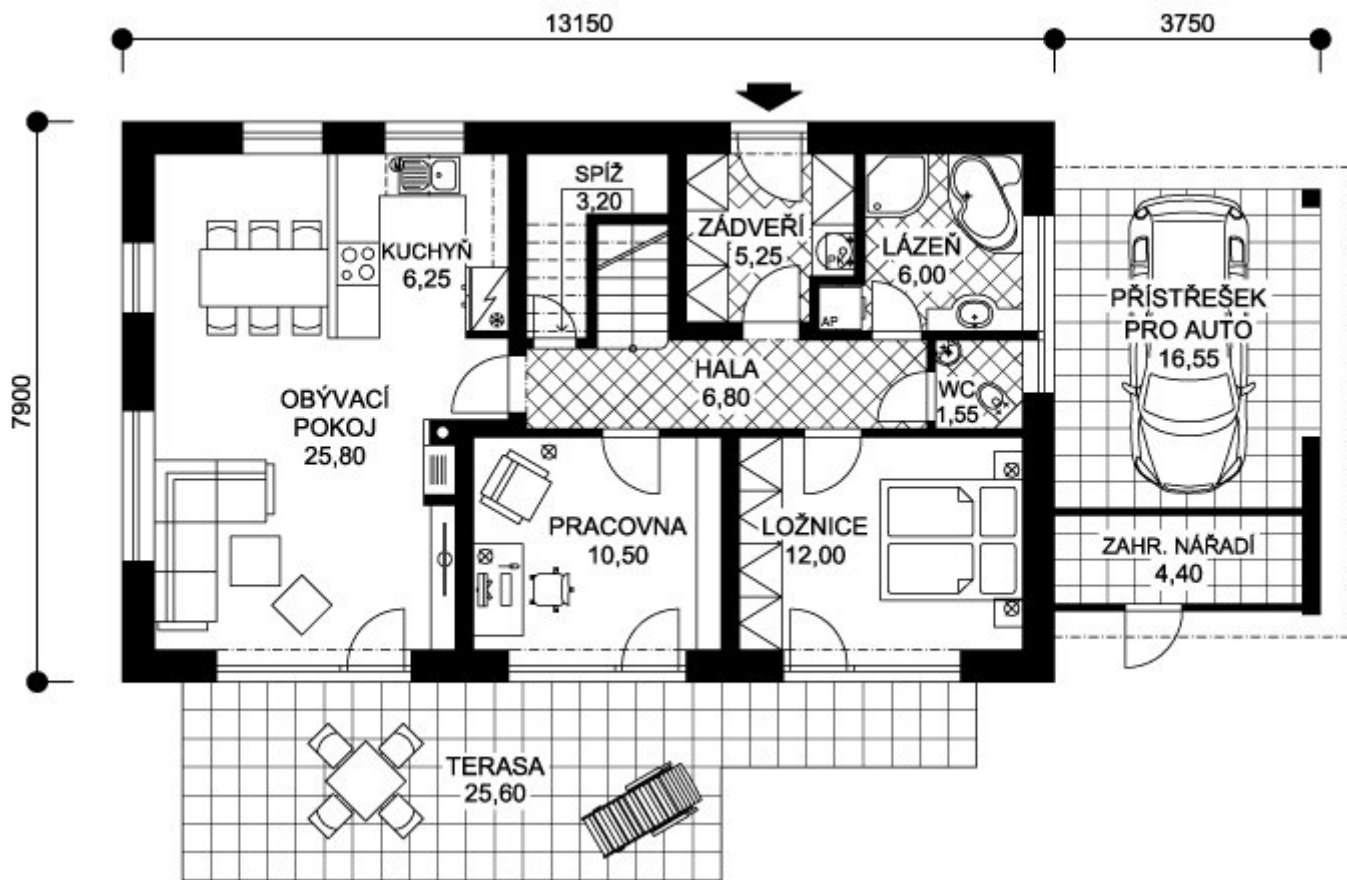 13150
3750
7900
SPÍŽ
3,20
ZÁDVEŘÍ
5,25
PK
LÁZEŇ
6,00
KUCHYŇ
6,25
AP
PŘÍSTŘEŠEK
PRO AUTO
16,55
HALA
6,80
WC
1,55
OBÝVACÍ
POKOJ
25,80
PRACOVNA
10,50
LOŽNICE
12,00
ZAHR. NÁŘADÍ
4,40
TERASA
25,60